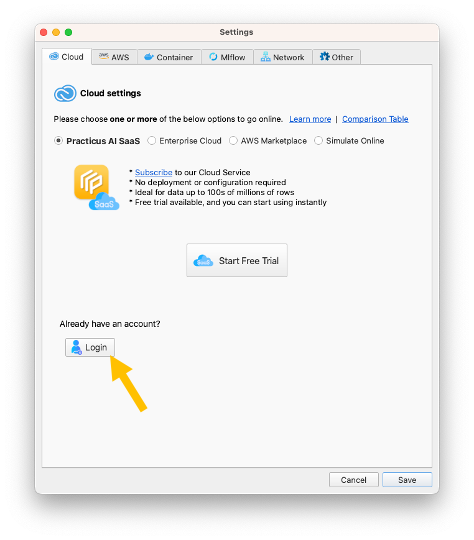 Settings
Cloud AWS Container Mlflow Network Other
Cloud settings
Please choose one or more of the below options to go online. Learn more | Comparison Table
Practicus AI SaaS Enterprise Cloud AWS Marketplace Simulate Online
* Subscribe to our Cloud Service
* No deployment or configuration required
* Ideal for data up to 100s of millions of rows
* Free trial available, and you can start using instantly
SaaS
SaaS Start Free Trial
Already have an account?
Login
Cancel Save